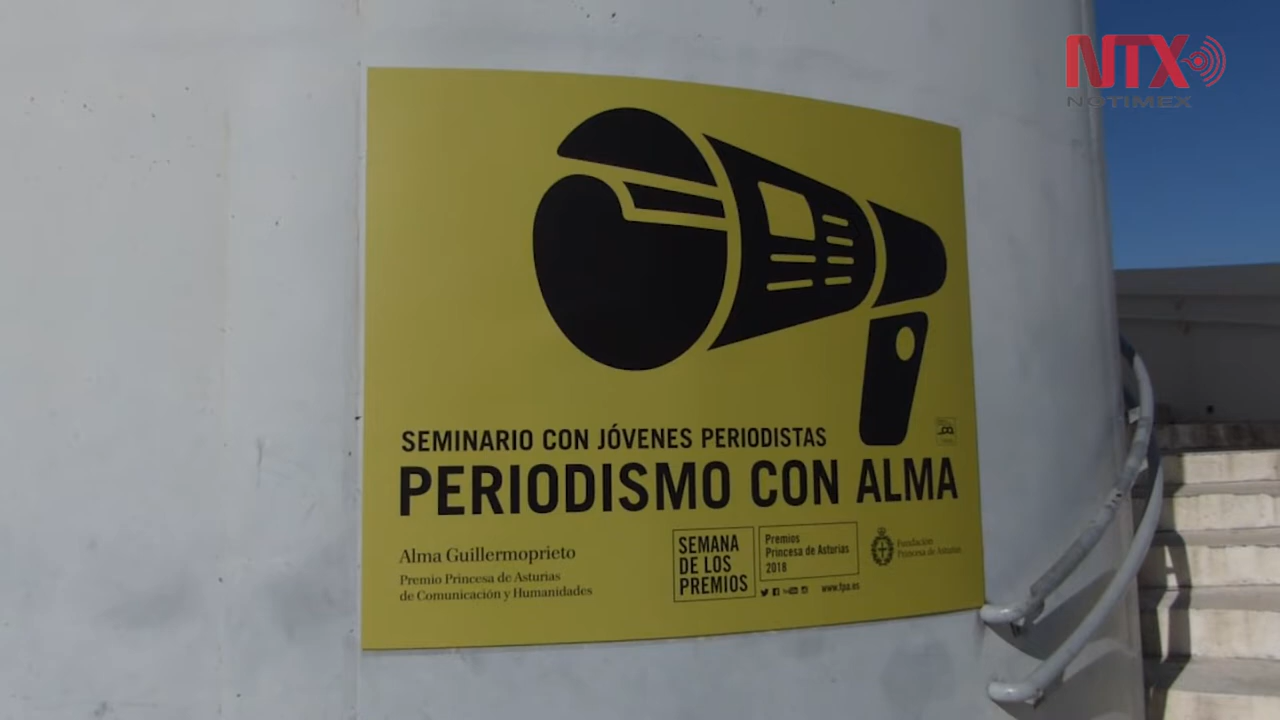 NTX
NOTIMEX
SEMINARIO CON JÓVENES PERIODISTAS
PERIODISMO CON ALMA
Alma Guillermoprieto
Premio Princesa de Asturias
de Comunicación y Humanidades
SEMANA
DE LOS
PREMIOS
Premios
Princesa de Asturias
2018
www.fpa.es
Fundación
Princesa de Asturias